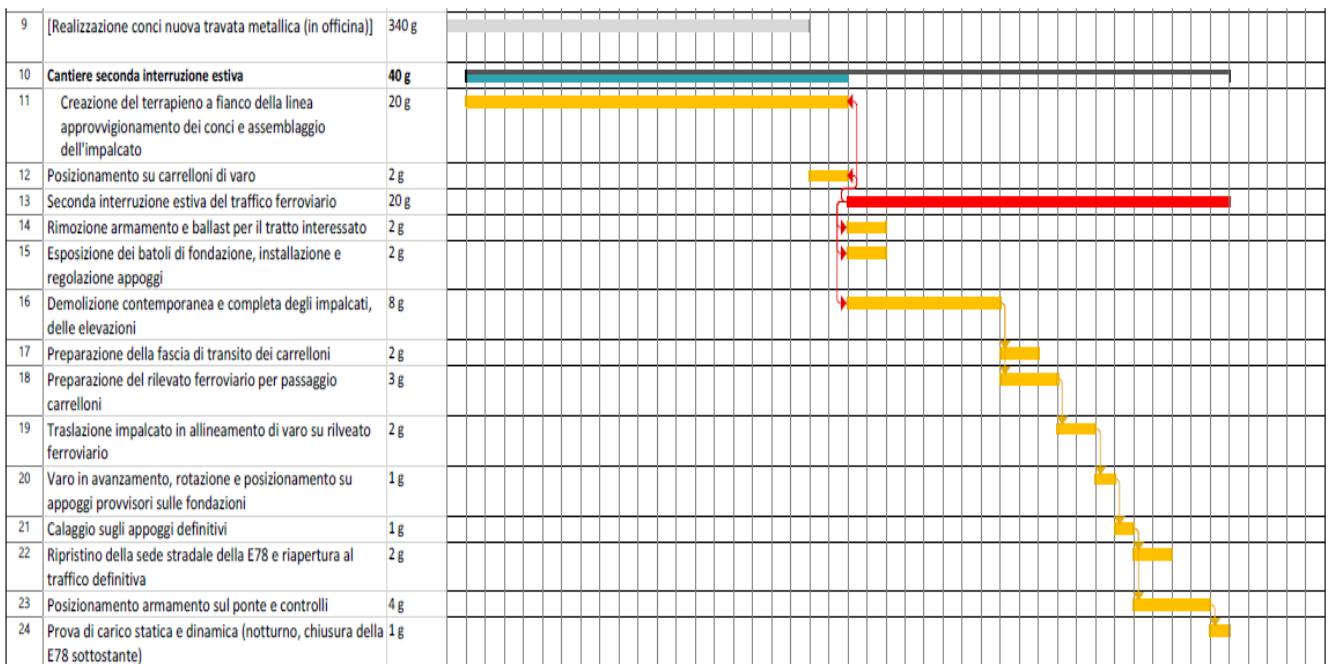 9 [Realizzazione conci nuova travata metallica (in officina)] 340 g
10 Cantiere seconda interruzione estiva 40 g
11 Creazione del terrapieno a fianco della linea 20 g
approvvigionamento dei conci e assemblaggio
dell'impalcato
12 Posizionamento su carrelloni di varo 2 g
13 Seconda interruzione estiva del traffico ferroviario 20 g
14 Rimozione armamento e ballast per il tratto interessato 2 g
15 Esposizione dei batoli di fondazione, installazione e 2 g
regolazione appoggi
16 Demolizione contemporanea e completa degli impalcati, 8 g
delle elevazioni
17 Preparazione della fascia di transito dei carrelloni 2 g
18 Preparazione del rilevato ferroviario per passaggio 3 g
carrelloni
19 Traslazione impalcato in allineamento di varo su rilveato 2 g
ferroviario
20 Varo in avanzamento, rotazione e posizionamento su 1 g
appoggi provvisori sulle fondazioni
21 Calaggio sugli appoggi definitivi 1 g
22 Ripristino della sede stradale della E78 e riapertura al 2 g
traffico definitiva
23 Posizionamento armamento sul ponte e controlli 4 g
24 Prova di carico statica e dinamica (notturno, chiusura della 1 g
E78 sottostante)